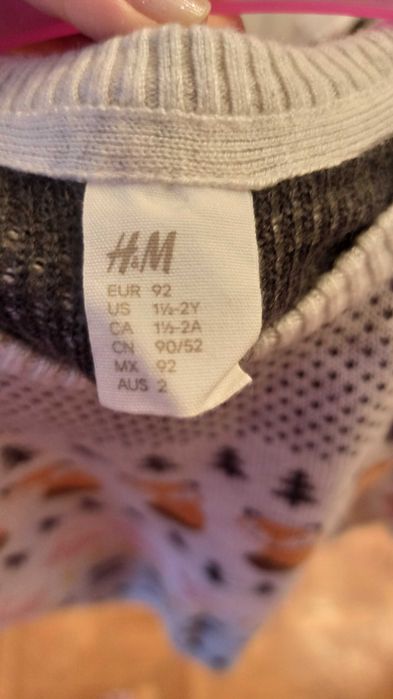 H&M
EUR 92
US 1½-2Y
CA 1½-2A
CN 90/52
MX 92
AUS 2